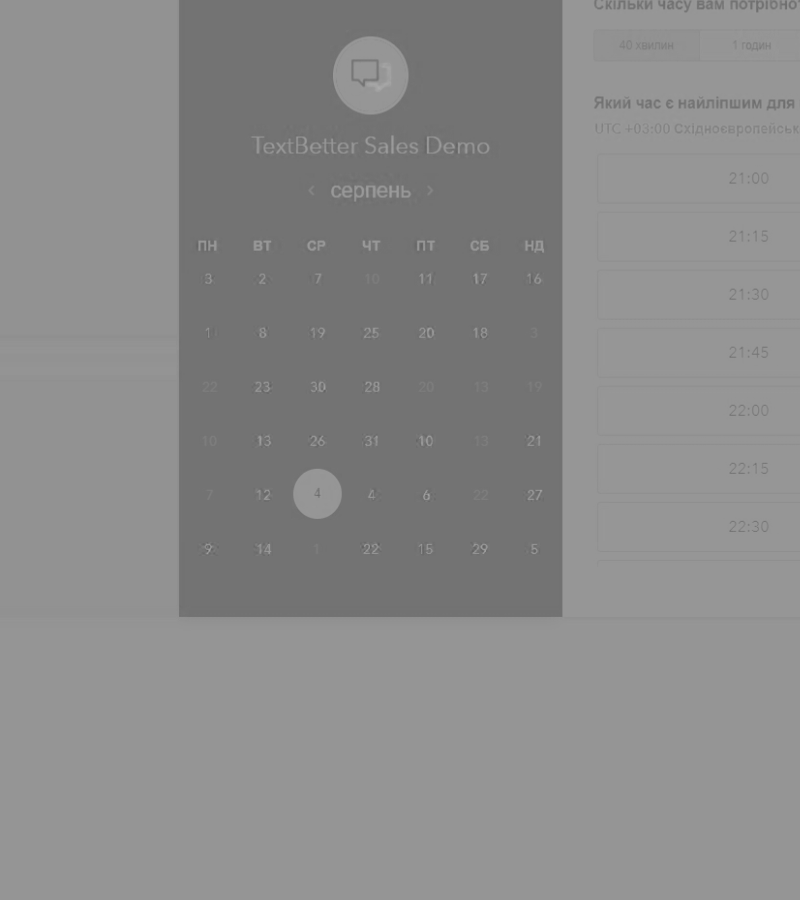 TextBetter Sales Demo
‹ серпень ›
ПН ВТ СР ЧТ ПТ СБ НД
3 2 7 10 11 17 16
1 8 19 25 20 18 3
22 23 30 28 20 13 19
10 13 26 31 10 13 21
7 12 4 4 6 22 27
9 14 1 22 15 29 5
Скільки часу вам потрібно
40 хвилин 1 годин
Який час є найліпшим для
UTC +03:00 Східноєвропейськ
21:00
21:15
21:30
21:45
22:00
22:15
22:30